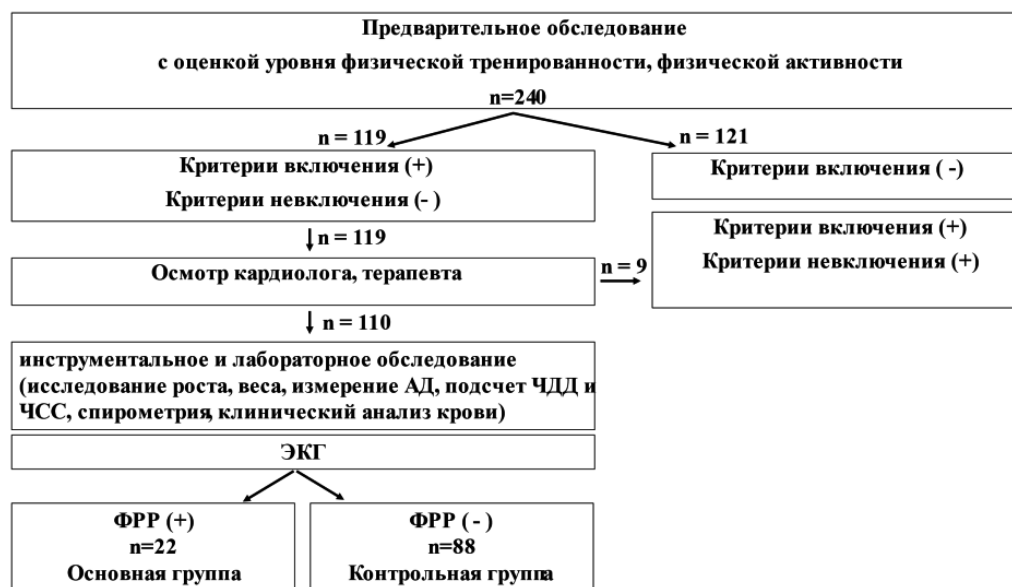 Предварительное обследование
с оценкой уровня физической тренированности, физической активности
n=240
n = 119
n = 121
Критерии включения (+)
Критерии невключения (- )
Критерии включения ( -)
n = 119
Критерии включения (+)
Критерии невключения (+)
Осмотр кардиолога, терапевта
n = 9
n = 110
инструментальное и лабораторное обследование
(исследование роста, веса, измерение АД, подсчет ЧДД и
ЧСС, спирометрия, клинический анализ крови)
ЭКГ
ФРР (+)
n=22
Основная группа
ФРР ( -)
n=88
Контрольная группа